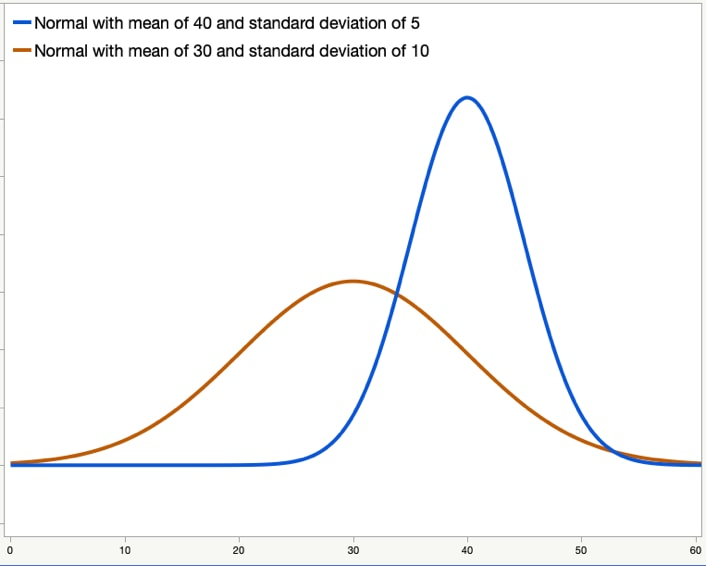 Normal with mean of 40 and standard deviation of 5
Normal with mean of 30 and standard deviation of 10
0 10 20 30 40 50 60